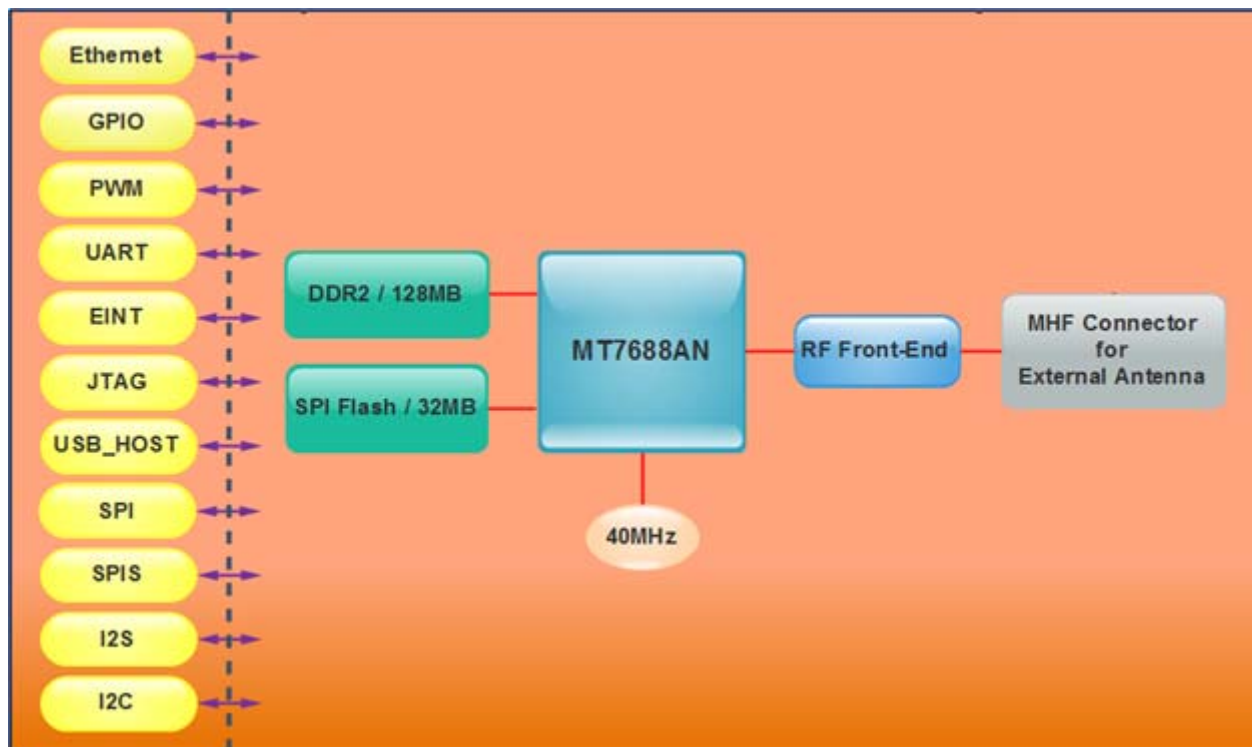 Ethernet
GPIO
PWM
UART
EINT
JTAG
USB_HOST
SPI
SPIS
I2S
I2C
DDR2 / 128MB
SPI Flash / 32MB
MT7688AN
40MHz
RF Front-End
MHF Connector
for
External Antenna